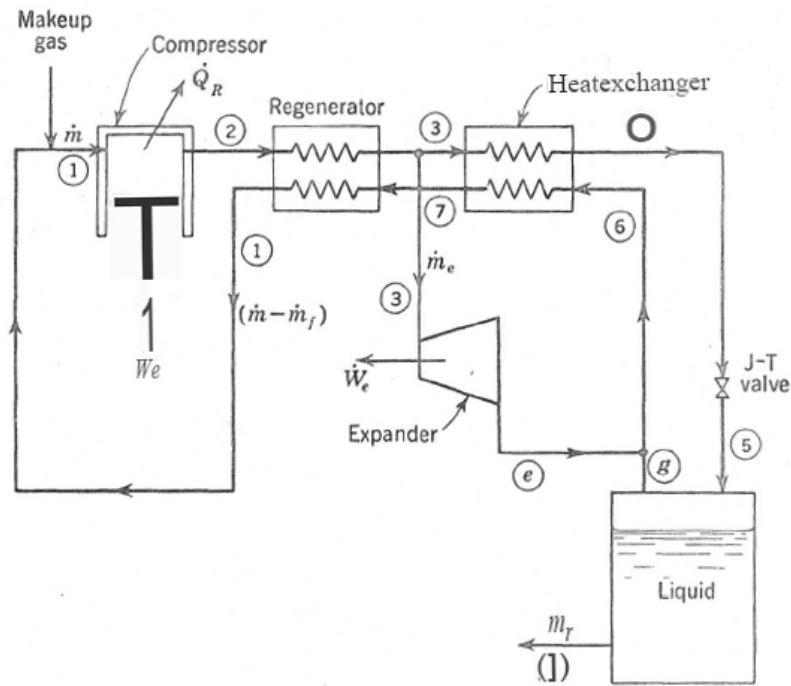 Makeup
gas
Compressor
Q̇R
Regenerator
Heatexchanger
ṁ
1
2
3
O
7
6
1
ṁe
3
(ṁ−ṁf)
We
Ẇe
J-T
valve
Expander
5
e
g
Liquid
mf
(])